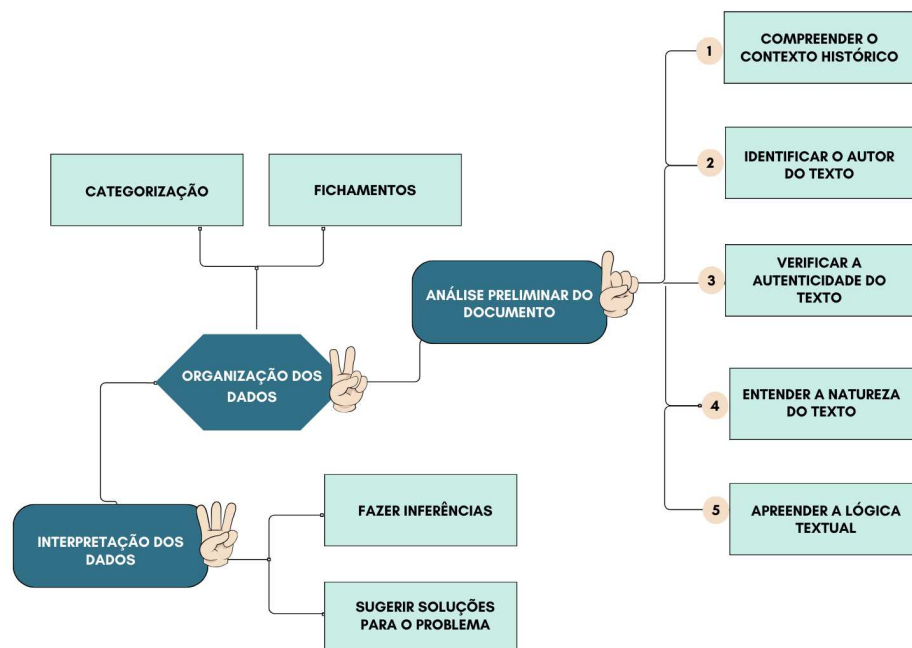 1
COMPREENDER O
CONTEXTO HISTÓRICO
2
IDENTIFICAR O AUTOR
DO TEXTO
3
VERIFICAR A
AUTENTICIDADE DO
TEXTO
4
ENTENDER A NATUREZA
DO TEXTO
5
APREENDER A LÓGICA
TEXTUAL
ANÁLISE PRELIMINAR DO
DOCUMENTO
CATEGORIZAÇÃO
FICHAMENTOS
ORGANIZAÇÃO DOS
DADOS
INTERPRETAÇÃO DOS
DADOS
FAZER INFERÊNCIAS
SUGERIR SOLUÇÕES
PARA O PROBLEMA